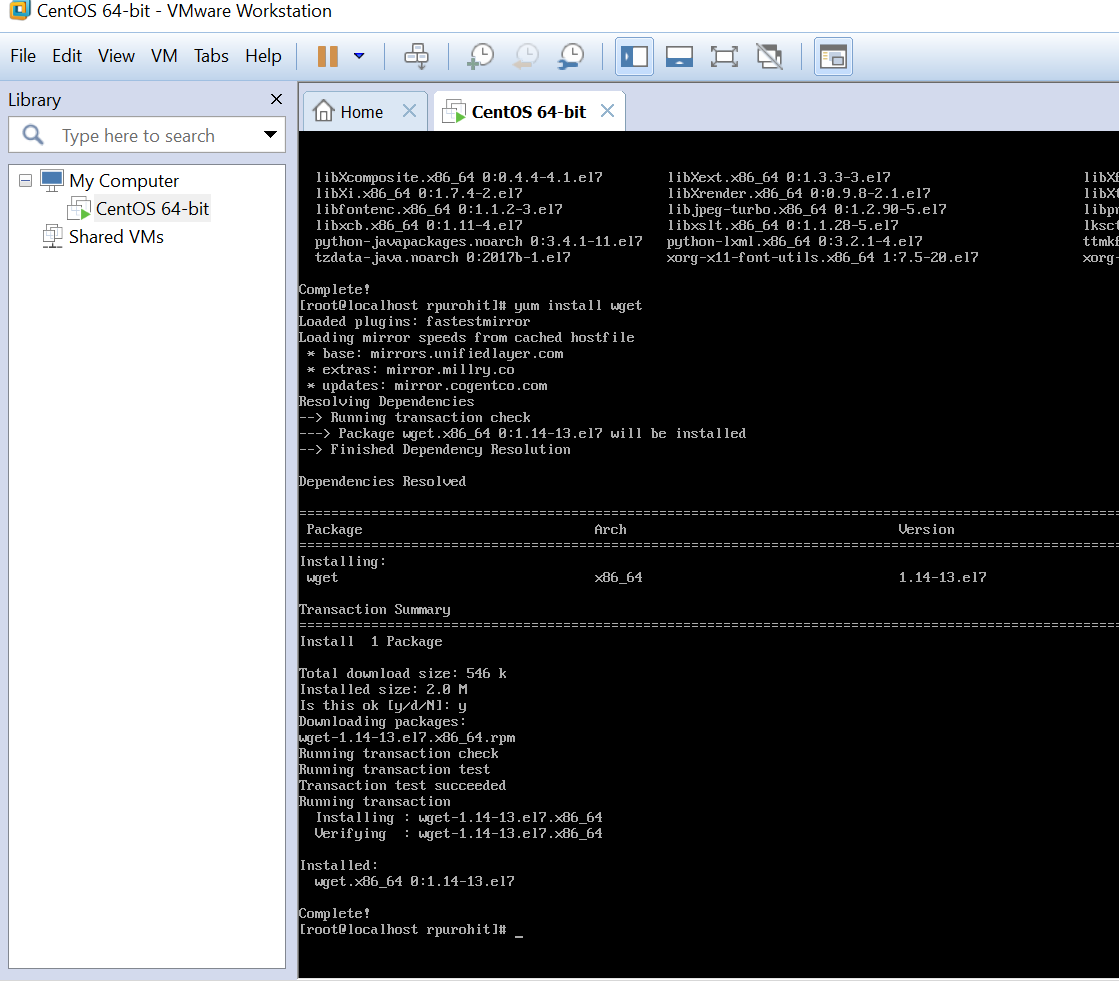 CentOS 64-bit - VMware Workstation
File Edit View VM Tabs Help
Library
Type here to search
My Computer
CentOS 64-bit
Shared VMs
Home
CentOS 64-bit
libXcomposite.x86_64 0:0.4.4-4.1.el7 libXext.x86_64 0:1.3.3-3.el7
libXi.x86_64 0:1.7.4-2.el7 libXrender.x86_64 0:0.9.8-2.1.el7
libfontenc.x86_64 0:1.1.2-3.el7 libjpeg-turbo.x86_64 0:1.2.90-5.el7
libxcb.x86_64 0:1.11-4.el7 libxslt.x86_64 0:1.1.28-5.el7 lksct
python-javapackages.noarch 0:3.4.1-11.el7 python-lxml.x86_64 0:3.2.1-4.el7 ttmkf
tzdata-java.noarch 0:2017b-1.el7 xorg-x11-font-utils.x86_64 1:7.5-20.el7 xorg-
Complete!
[root@localhost rpurohit]# yum install wget
Loaded plugins: fastestmirror
Loading mirror speeds from cached hostfile
* base: mirrors.unifiedlayer.com
* extras: mirror.millry.co
* updates: mirror.cogentco.com
Resolving Dependencies
--> Running transaction check
---> Package wget.x86_64 0:1.14-13.el7 will be installed
--> Finished Dependency Resolution
Dependencies Resolved
Package Arch Version
Installing:
wget x86_64 1.14-13.el7
Transaction Summary
Install 1 Package
Total download size: 546 k
Installed size: 2.0 M
Is this ok [y/d/N]: y
Downloading packages:
wget-1.14-13.el7.x86_64.rpm
Running transaction check
Running transaction test
Transaction test succeeded
Running transaction
Installing : wget-1.14-13.el7.x86_64
Verifying : wget-1.14-13.el7.x86_64
Installed:
wget.x86_64 0:1.14-13.el7
Complete!
[root@localhost rpurohit]# _